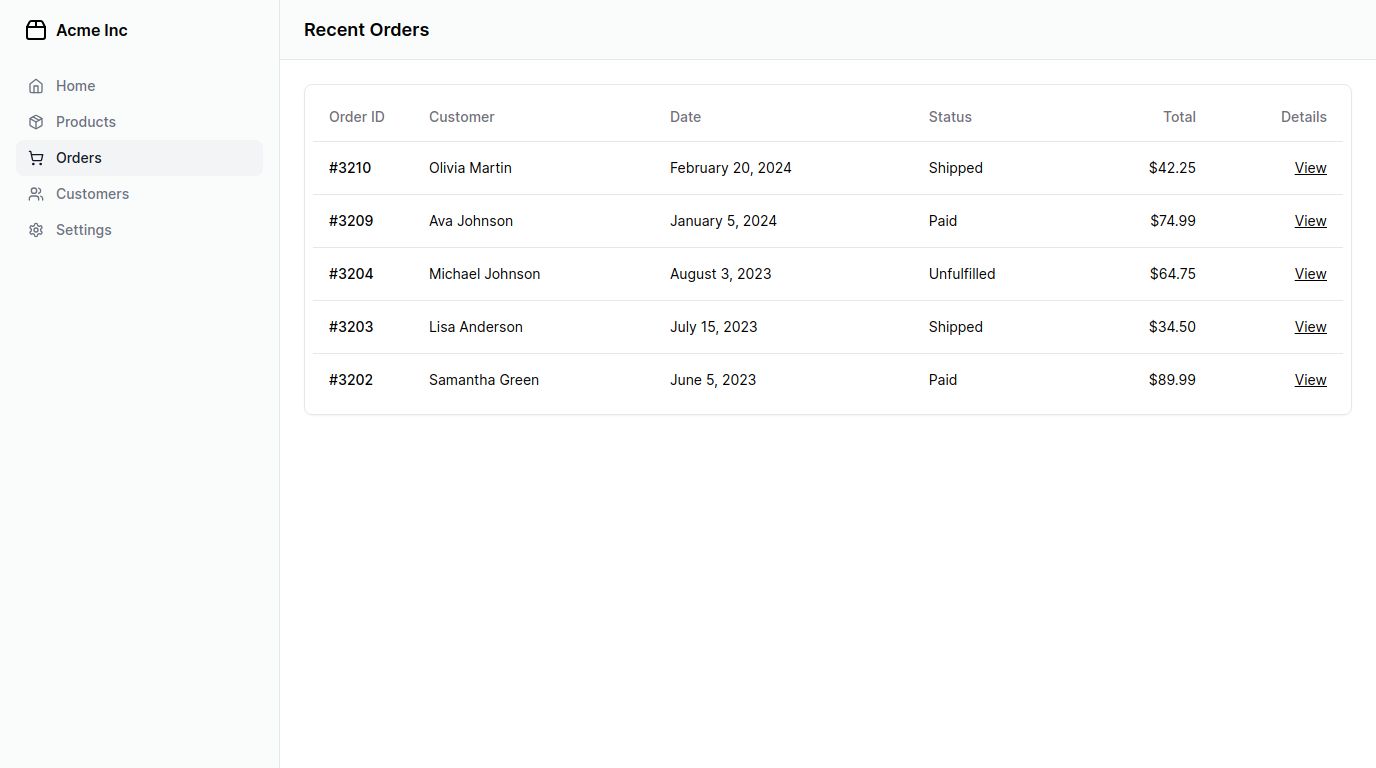 Acme Inc
Home
Products
Orders
Customers
Settings
Recent Orders
Order ID Customer Date Status Total Details
#3210 Olivia Martin February 20, 2024 Shipped $42.25 View
#3209 Ava Johnson January 5, 2024 Paid $74.99 View
#3204 Michael Johnson August 3, 2023 Unfulfilled $64.75 View
#3203 Lisa Anderson July 15, 2023 Shipped $34.50 View
#3202 Samantha Green June 5, 2023 Paid $89.99 View